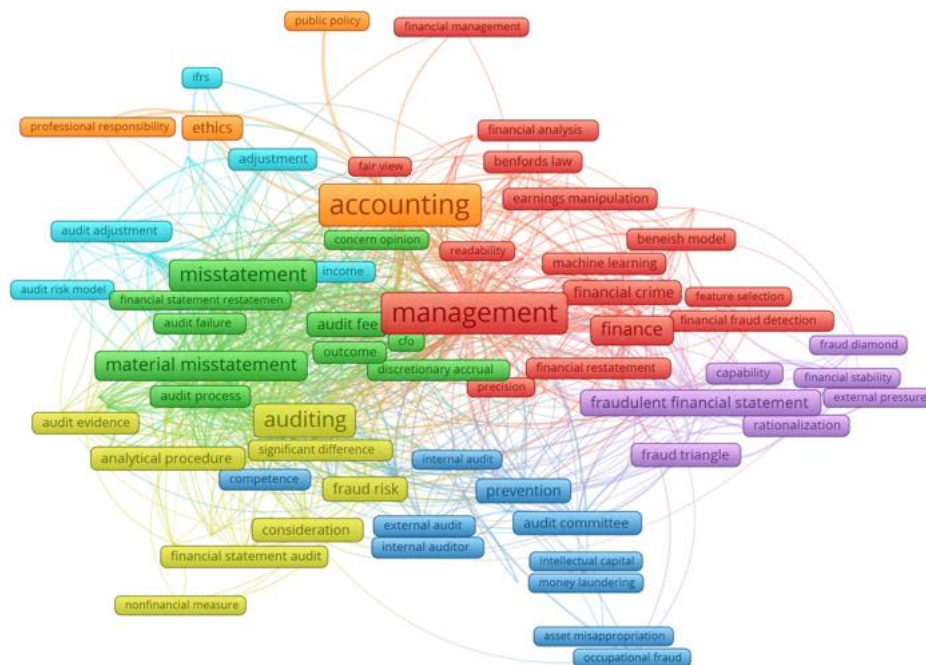 public policy
financial management
ifrs
professional responsibility
ethics
financial analysis
adjustment
fair view
benfords law
accounting
earnings manipulation
audit adjustment
concern opinion
readability
beneish model
misstatement
income
machine learning
audit risk model
financial statement restatemen
management
financial crime
feature selection
audit failure
audit fee
finance
financial fraud detection
cfo
outcome
fraud diamond
material misstatement
discretionary accrual
financial restatement
capability
financial stability
audit process
precision
fraudulent financial statement
external pressure
audit evidence
auditing
rationalization
analytical procedure
significant difference
internal audit
fraud triangle
competence
fraud risk
prevention
consideration
external audit
audit committee
financial statement audit
internal auditor
intellectual capital
money laundering
nonfinancial measure
asset misappropriation
occupational fraud